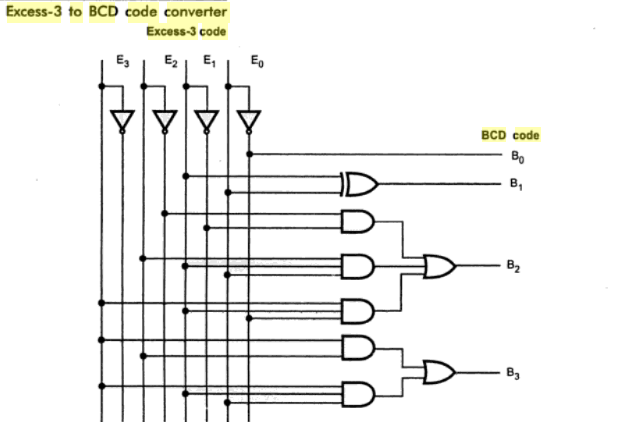 Excess-3 to BCD code converter
Excess-3 code
E3 E2 E1 E0
BCD code
B0
B1
B2
B3